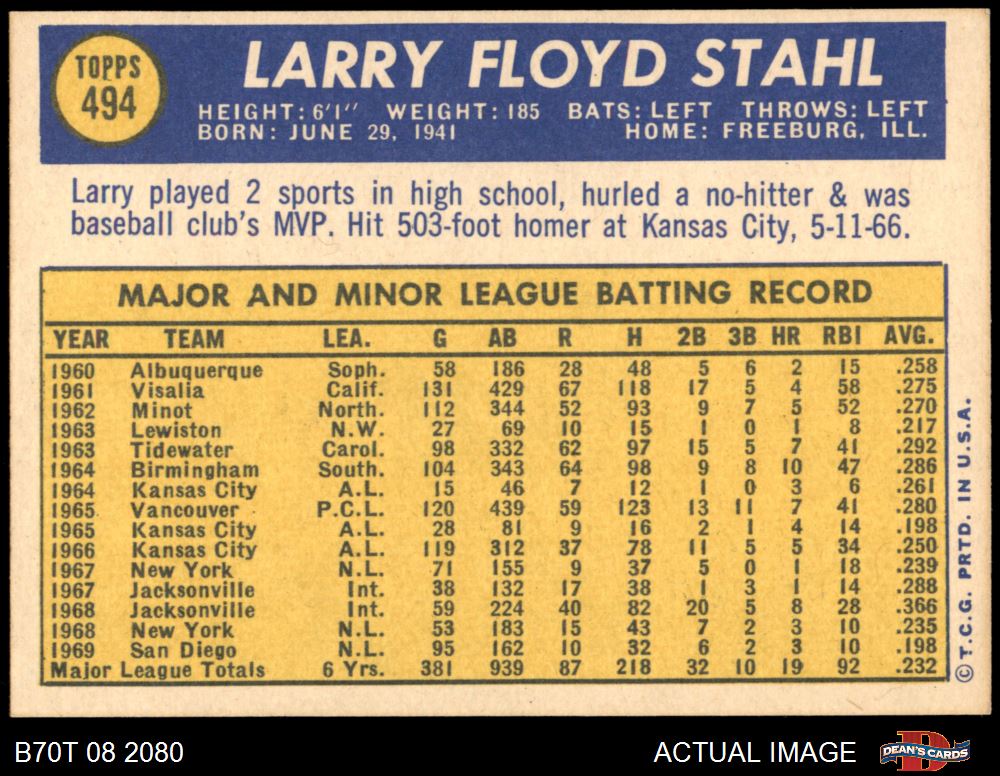 TOPPS
494
LARRY FLOYD STAHL
HEIGHT: 6'1" WEIGHT: 185 BATS: LEFT THROWS: LEFT
BORN: JUNE 29, 1941 HOME: FREEBURG, ILL.
Larry played 2 sports in high school, hurled a no-hitter & was
baseball club's MVP. Hit 503-foot homer at Kansas City, 5-11-66.
MAJOR AND MINOR LEAGUE BATTING RECORD
YEAR TEAM LEA. G AB R H 2B 3B HR RBI AVG.
1960 Albuquerque Soph. 58 186 28 48 5 6 2 15 .258
1961 Visalia Calif. 131 429 67 118 17 5 4 58 .275
1962 Minot North. 112 344 52 93 9 7 5 52 .270
1963 Lewiston N.W. 27 69 10 15 1 0 1 8 .217
1963 Tidewater Carol. 98 332 62 97 15 5 7 41 .292
1964 Birmingham South. 104 343 64 98 9 8 10 47 .286
1964 Kansas City A.L. 15 46 7 12 1 0 3 6 .261
1965 Vancouver P.C.L. 120 439 59 123 13 11 7 41 .280
1965 Kansas City A.L. 28 81 9 16 2 1 4 14 .198
1966 Kansas City A.L. 119 312 37 78 11 5 5 34 .250
1967 New York N.L. 71 155 9 37 5 0 1 18 .239
1967 Jacksonville Int. 38 132 17 38 1 3 1 14 .288
1968 Jacksonville Int. 59 224 40 82 20 5 8 28 .366
1968 New York N.L. 53 183 15 43 7 2 3 10 .235
1969 San Diego N.L. 95 162 10 32 6 2 3 10 .198
Major League Totals 6 Yrs. 381 939 87 218 32 10 19 92 .232
© T.C.G. PRTD. IN U.S.A.
B70T 08 2080 ACTUAL IMAGE
D
DEAN'S CARDS